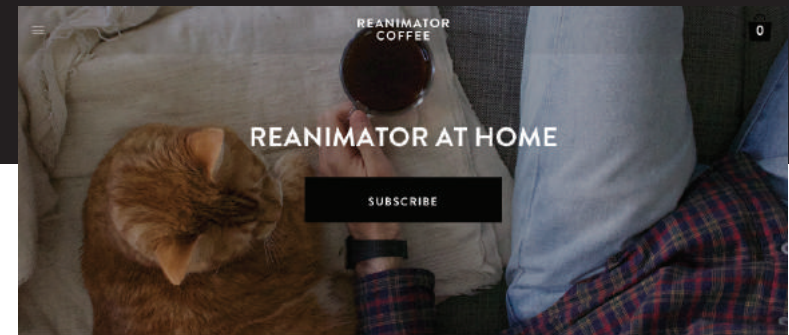 REANIMATOR
COFFEE
0
REANIMATOR AT HOME
SUBSCRIBE